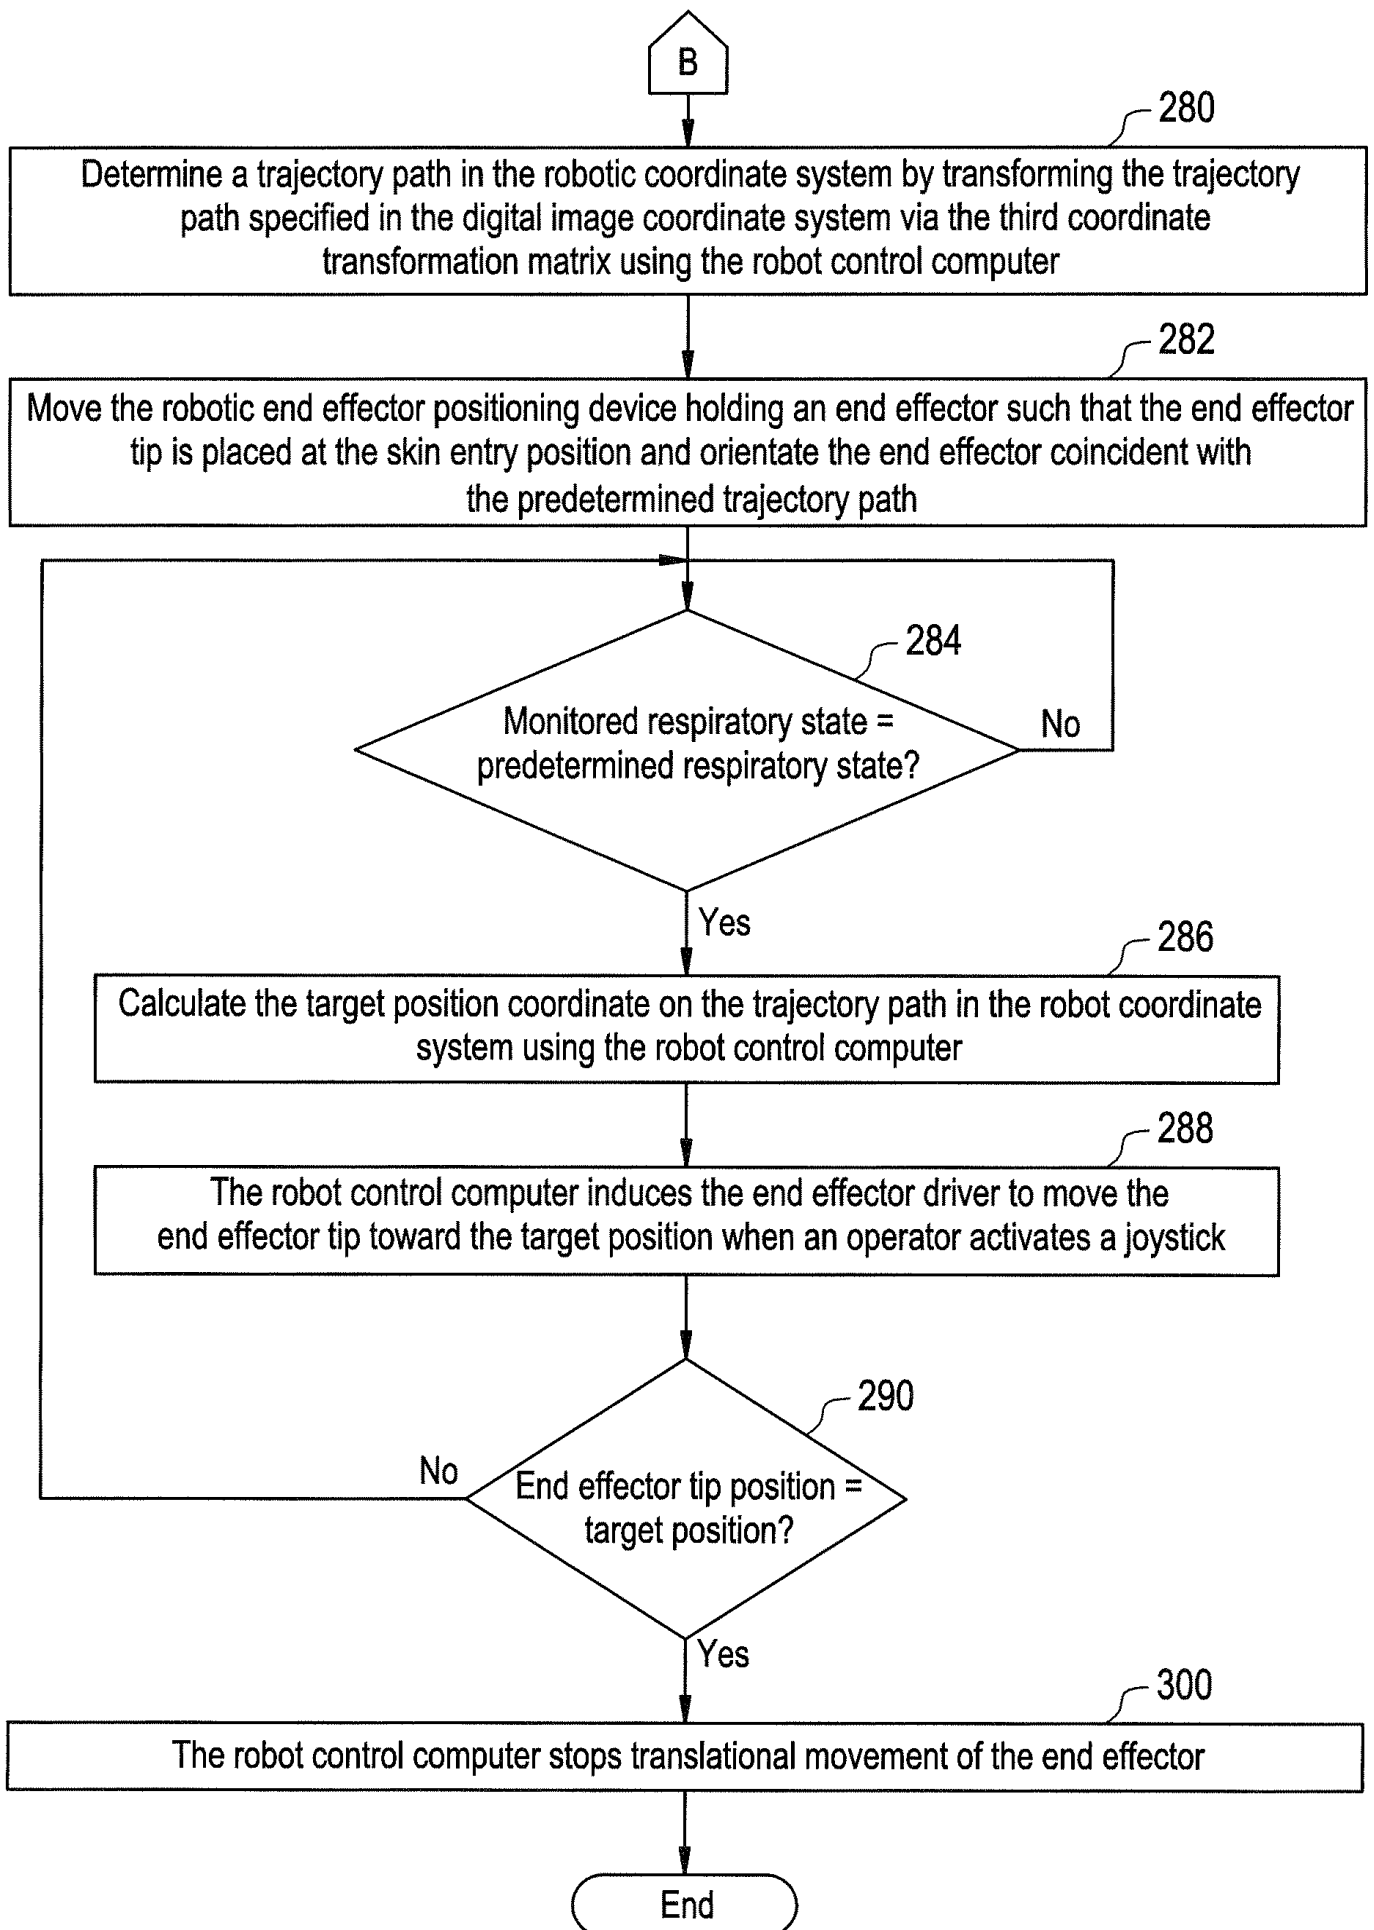 B
280
Determine a trajectory path in the robotic coordinate system by transforming the trajectory
path specified in the digital image coordinate system via the third coordinate
transformation matrix using the robot control computer
282
Move the robotic end effector positioning device holding an end effector such that the end effector
tip is placed at the skin entry position and orientate the end effector coincident with
the predetermined trajectory path
284
Monitored respiratory state =
predetermined respiratory state?
No
Yes
286
Calculate the target position coordinate on the trajectory path in the robot coordinate
system using the robot control computer
288
The robot control computer induces the end effector driver to move the
end effector tip toward the target position when an operator activates a joystick
290
No
End effector tip position =
target position?
Yes
300
The robot control computer stops translational movement of the end effector
End